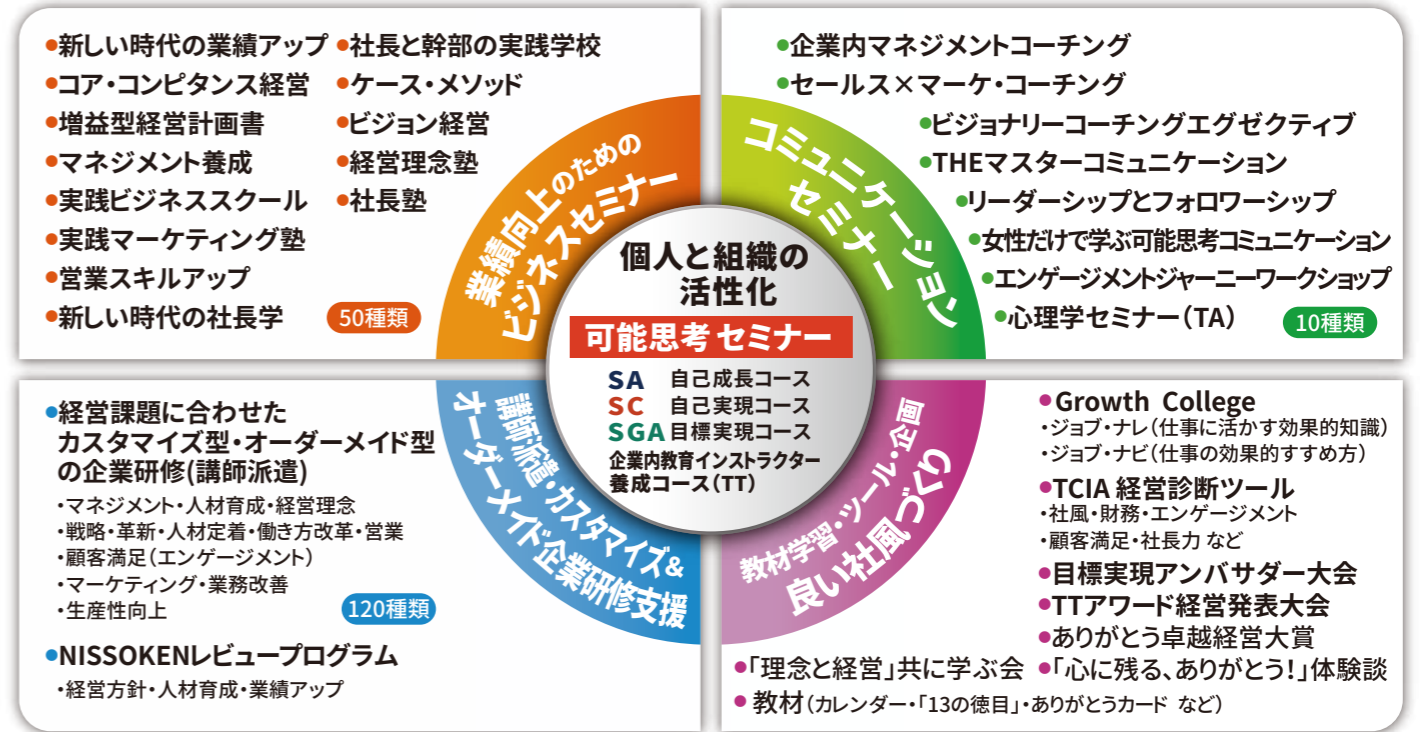 ●新しい時代の業績アップ
●コア・コンピタンス経営
●増益型経営計画書
●マネジメント養成
●実践ビジネススクール
●実践マーケティング塾
●営業スキルアップ
●新しい時代の社長学
●社長と幹部の実践学校
●ケース・メソッド
●ビジョン経営
●経営理念塾
●社長塾
50種類
業績向上のための
ビジネスセミナー
●企業内マネジメントコーチング
●セールス×マーケ・コーチング
●ビジョナリーコーチングエグゼクティブ
●THEマスターコミュニケーション
●リーダーシップとフォロワーシップ
●女性だけで学ぶ可能思考コミュニケーション
●エンゲージメントジャーニーワークショップ
●心理学セミナー(TA)
10種類
コミュニケーション
セミナー
個人と組織の
活性化
可能思考 セミナー
SA 自己成長コース
SC 自己実現コース
SGA 目標実現コース
企業内教育インストラクター
養成コース(TT)
●経営課題に合わせた
カスタマイズ型・オーダーメイド型
の企業研修(講師派遣)
・マネジメント・人材育成・経営理念
・戦略・革新・人材定着・働き方改革・営業
・顧客満足(エンゲージメント)
・マーケティング・業務改善
・生産性向上
120種類
●NISSOKENレビュープログラム
・経営方針・人材育成・業績アップ
講師派遣・カスタマイズ&
オーダーメイド企業研修支援
教材学習・ツール・企画
良い社風づくり
●Growth College
・ジョブ・ナレ(仕事に活かす効果的知識)
・ジョブ・ナビ(仕事の効果的すすめ方)
●TCIA 経営診断ツール
・社風・財務・エンゲージメント
・顧客満足・社長力 など
●目標実現アンバサダー大会
●TTアワード経営発表大会
●ありがとう卓越経営大賞
●「理念と経営」共に学ぶ会 ●「心に残る、ありがとう!」体験談
●教材(カレンダー・「13の徳目」・ありがとうカード など)